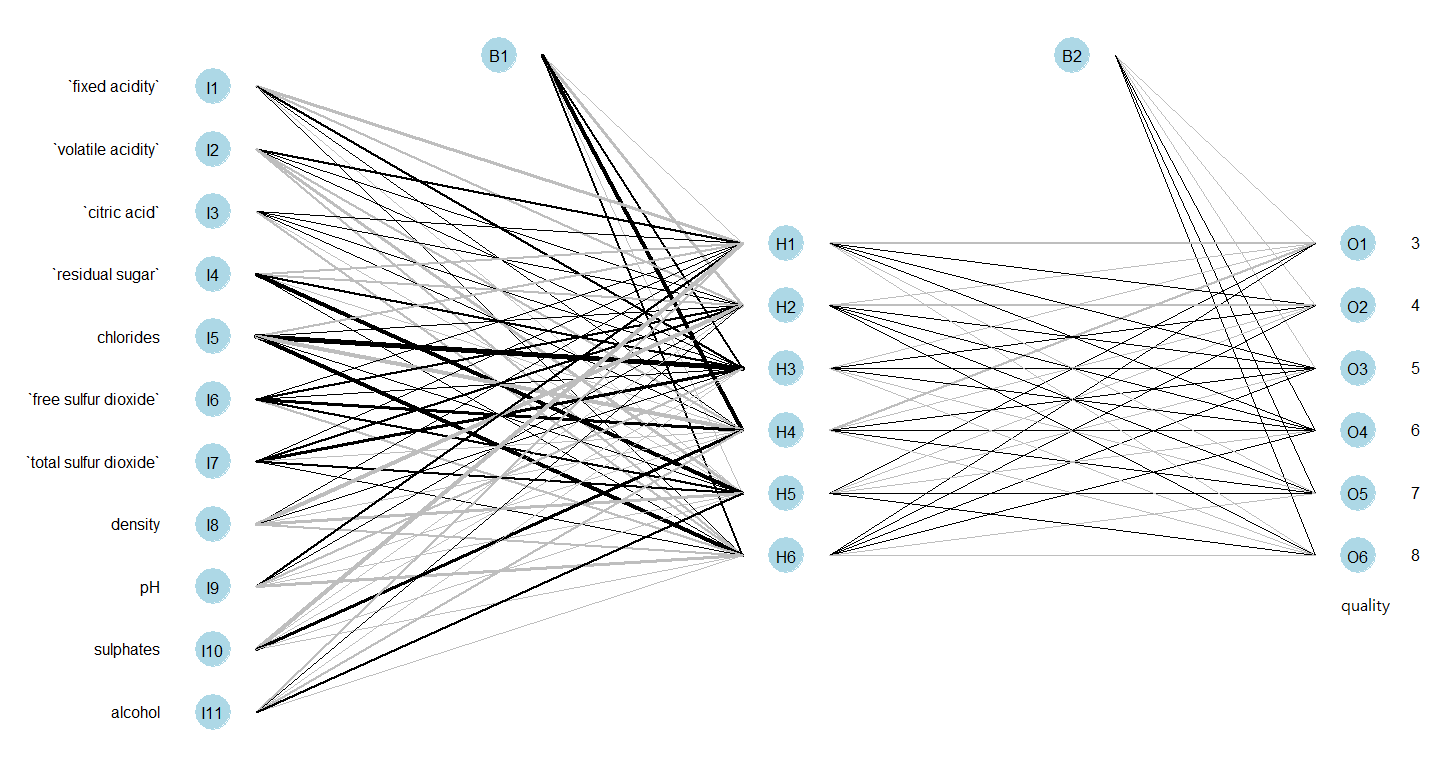 B1
B2
`fixed acidity` I1
`volatile acidity` I2
`citric acid` I3
H1 O1 3
`residual sugar` I4
H2 O2 4
chlorides I5
H3 O3 5
`free sulfur dioxide` I6
H4 O4 6
`total sulfur dioxide` I7
H5 O5 7
density I8
H6 O6 8
pH I9
quality
sulphates I10
alcohol I11